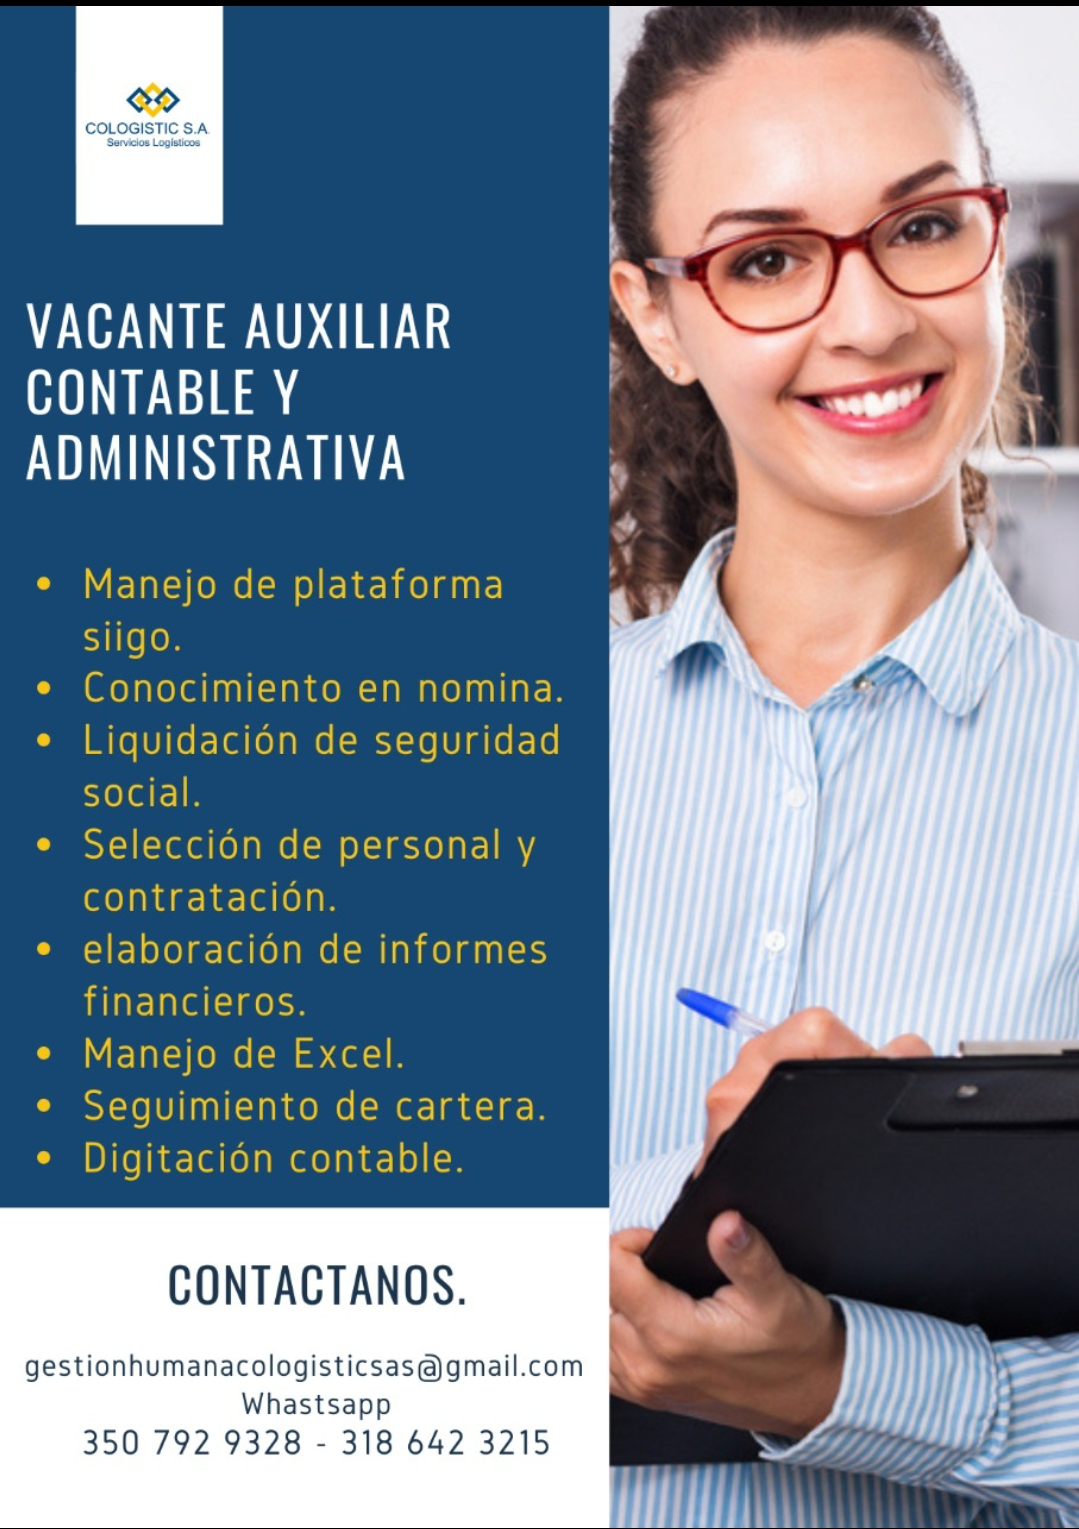 COLOGISTIC S.A.
Servicios Logísticos
VACANTE AUXILIAR
CONTABLE Y
ADMINISTRATIVA
• Manejo de plataforma
siigo.
• Conocimiento en nomina.
• Liquidación de seguridad
social.
• Selección de personal y
contratación.
• elaboración de informes
financieros.
• Manejo de Excel.
• Seguimiento de cartera.
• Digitación contable.
CONTACTANOS.
gestionhumanacologisticsas@gmail.com
Whastsapp
350 792 9328 - 318 642 3215